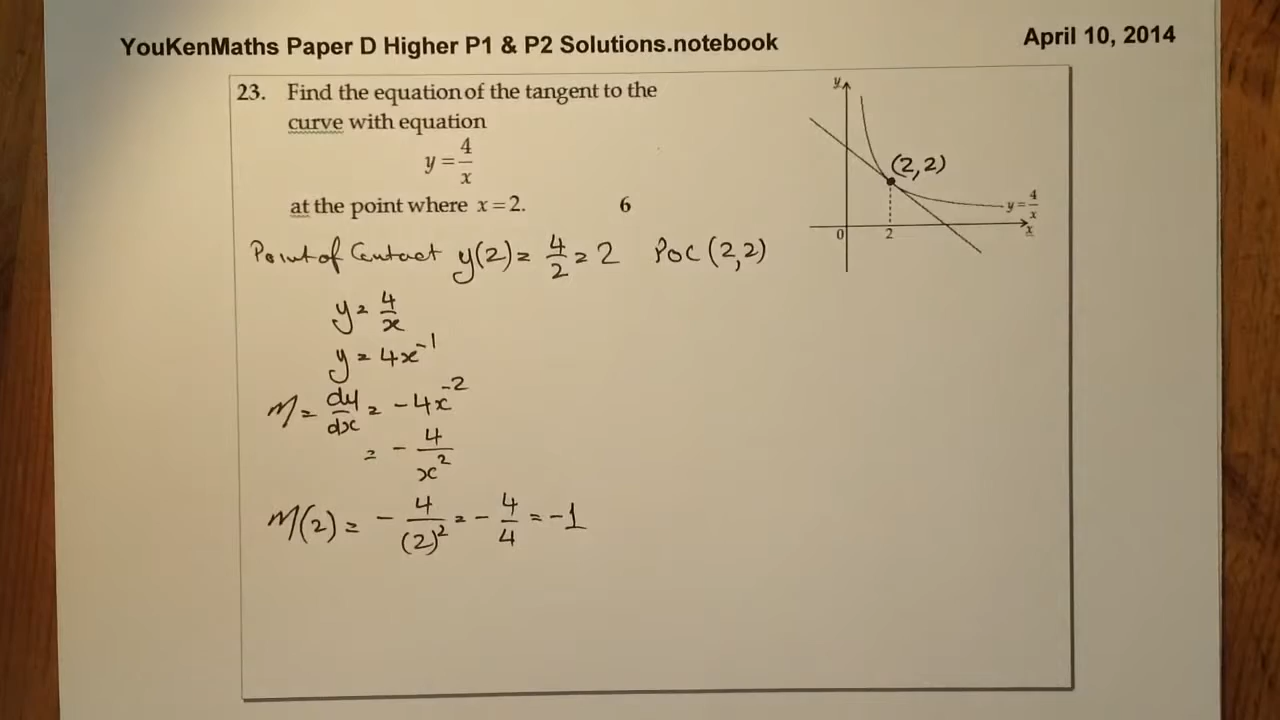 YouKenMaths Paper D Higher P1 & P2 Solutions.notebook
April 10, 2014
23. Find the equation of the tangent to the
curve with equation
y = 4/x
at the point where x = 2. 6
Point of Contact y(2) = 4/2 = 2 PoC (2,2)
y = 4/x
y = 4x⁻¹
m = dy/dx = -4x⁻²
= - 4/x²
m(2) = - 4/(2)² = - 4/4 = -1
y
(2,2)
y = 4/x
x
0
2